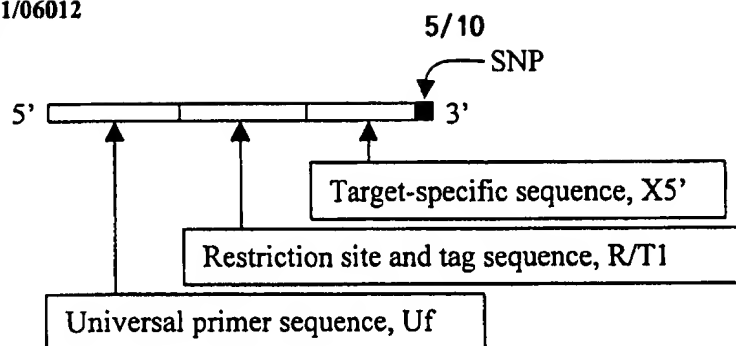 1/06012
5/10
SNP
5' 3'
Target-specific sequence, X5'
Restriction site and tag sequence, R/T1
Universal primer sequence, Uf